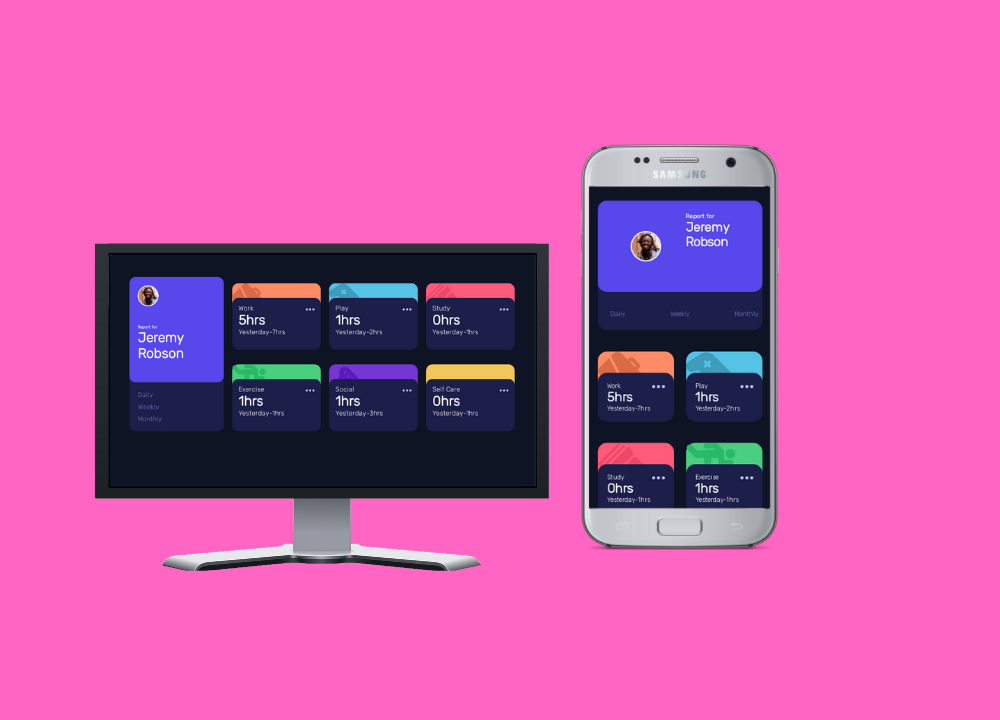 Report for
Jeremy
Robson
Daily
Weekly
Monthly
Work
5hrs
Yesterday-7hrs
Play
1hrs
Yesterday-2hrs
Study
0hrs
Yesterday-1hrs
Exercise
1hrs
Yesterday-1hrs
Social
1hrs
Yesterday-3hrs
Self Care
0hrs
Yesterday-1hrs
SAMSUNG
Report for
Jeremy
Robson
Daily
Weekly
Monthly
Work
5hrs
Yesterday-7hrs
Play
1hrs
Yesterday-2hrs
Study
0hrs
Yesterday-1hrs
Exercise
1hrs
Yesterday-1hrs